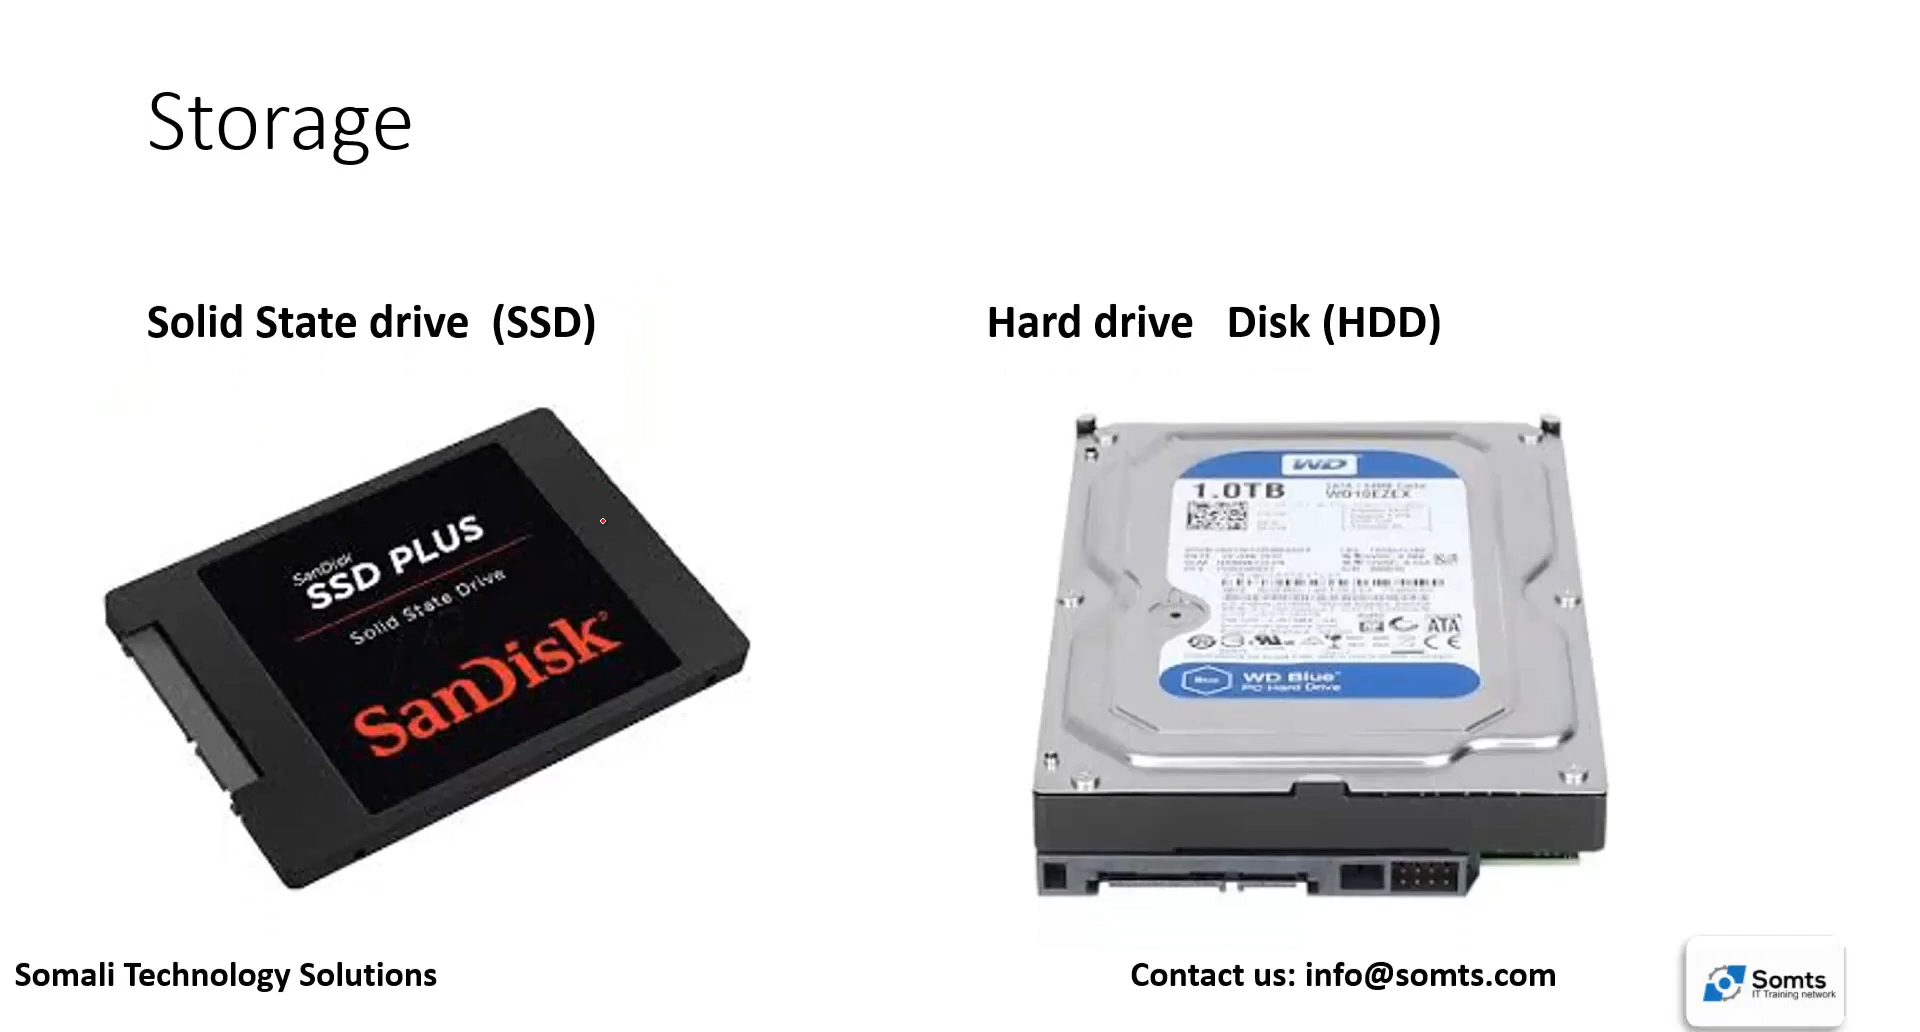 Storage
Solid State drive (SSD)
Hard drive Disk (HDD)
SanDisk
SSD PLUS
Solid State Drive
SanDisk
WD
1.0TB
WD10EZEX
ATA
Blue
WD Blue
PC Hard Drive
Somali Technology Solutions
Contact us: info@somts.com
Somts
IT Training network